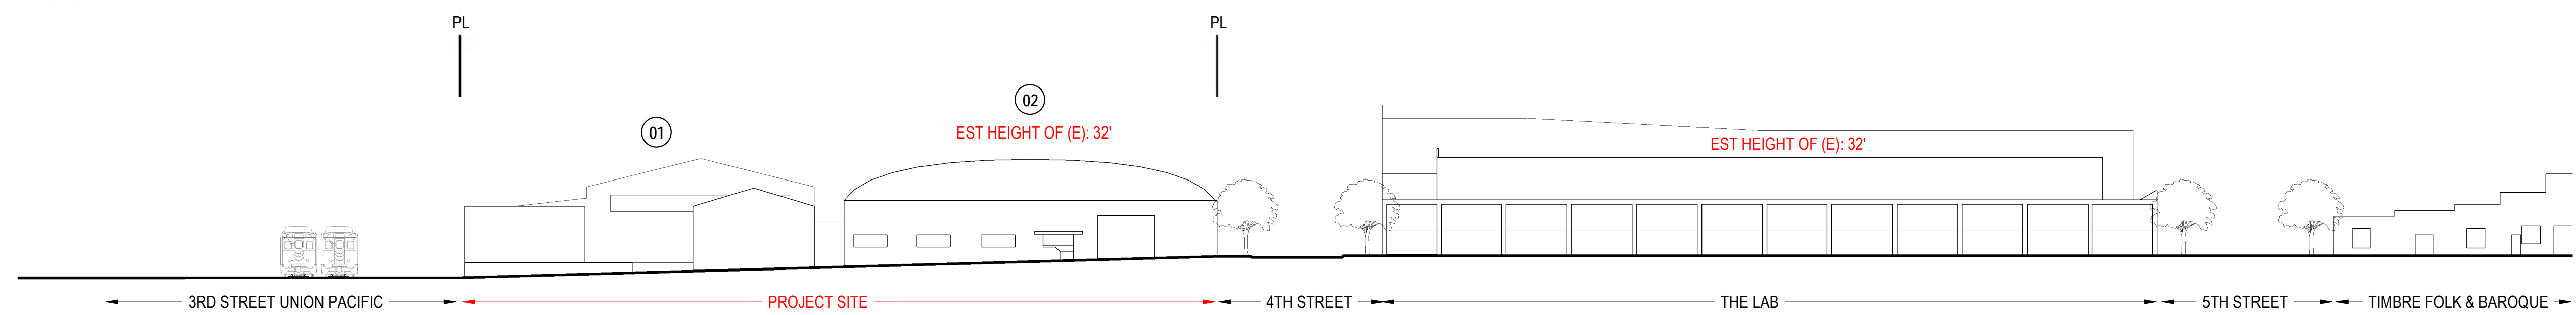 PL
PL
01
02
EST HEIGHT OF (E): 32'
EST HEIGHT OF (E): 32'
3RD STREET UNION PACIFIC
PROJECT SITE
4TH STREET
THE LAB
5TH STREET
TIMBRE FOLK & BAROQUE